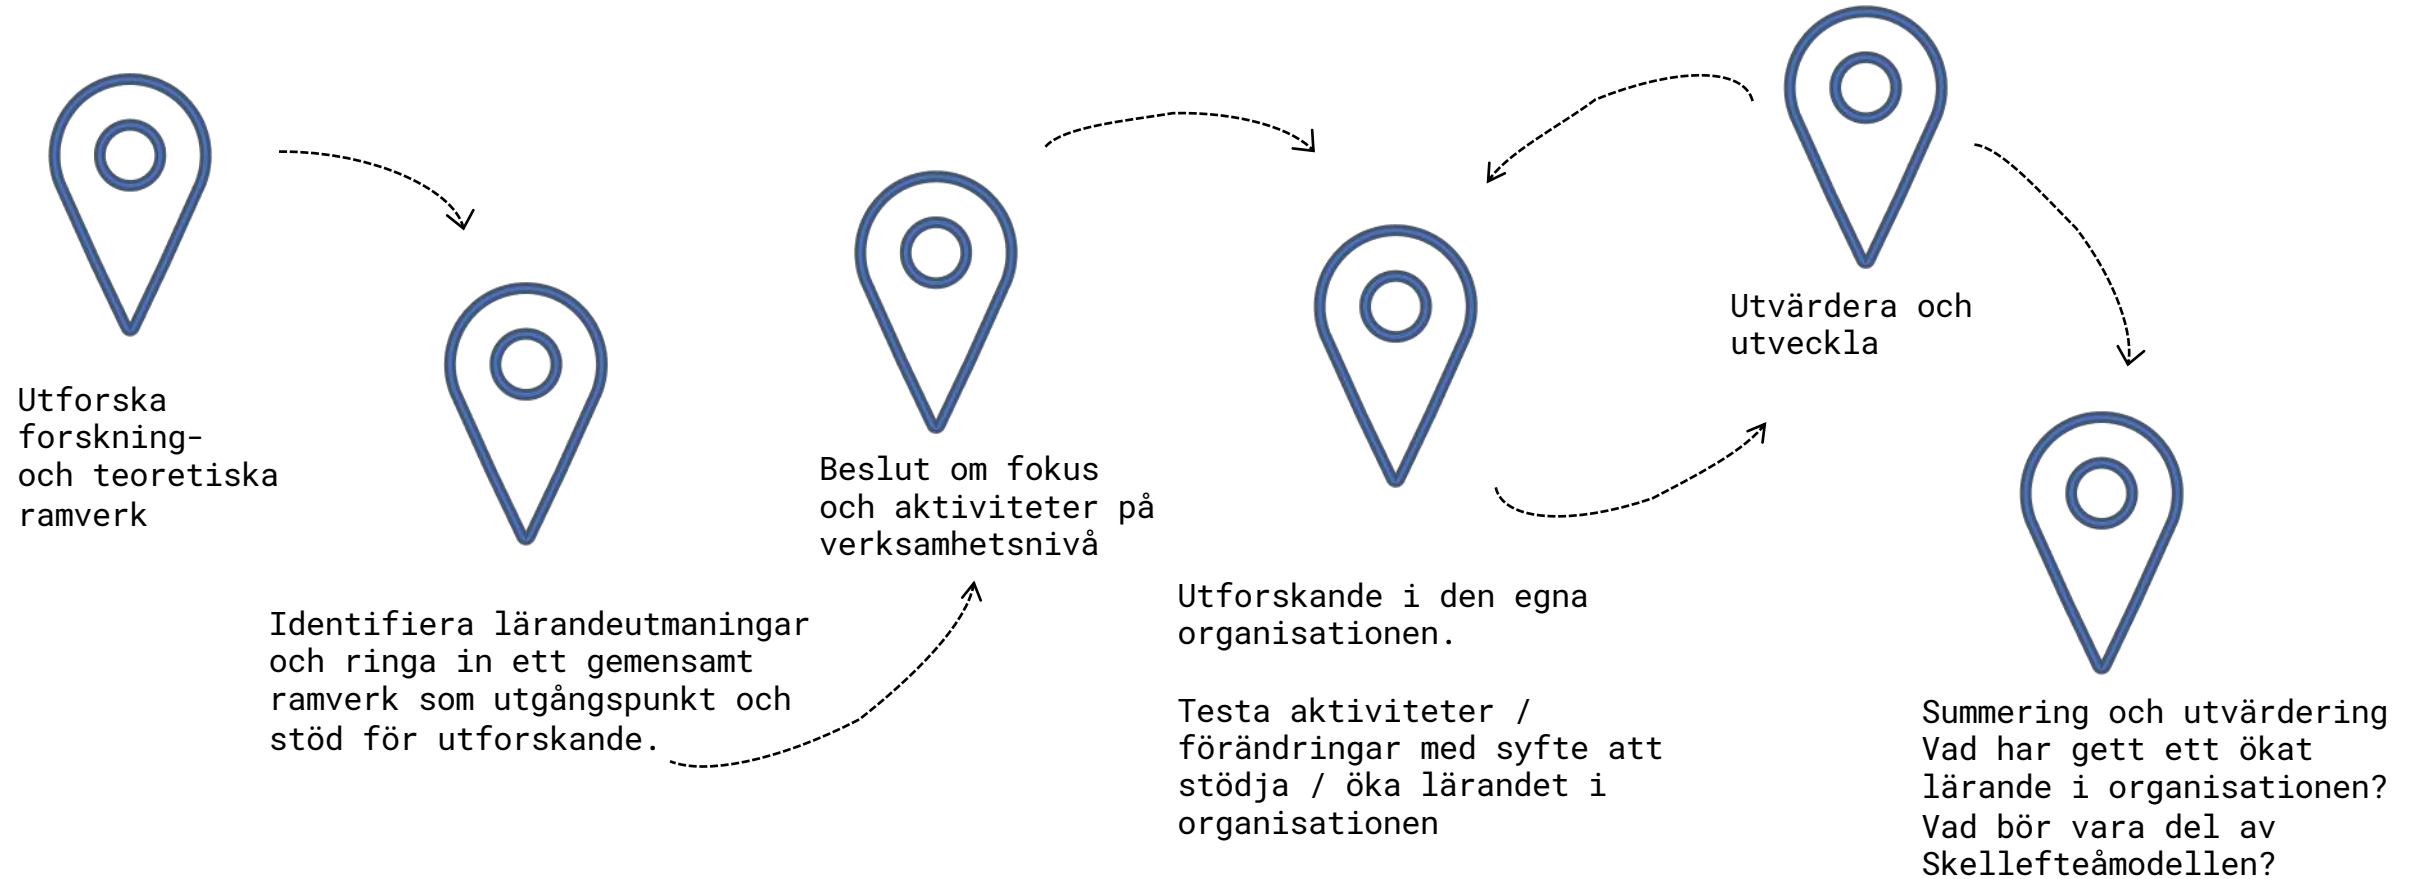 Utforska
forskning-
och teoretiska
ramverk
Identifiera lärandeutmaningar
och ringa in ett gemensamt
ramverk som utgångspunkt och
stöd för utforskande.
Beslut om fokus
och aktiviteter på
verksamhetsnivå
Utforskande i den egna
organisationen.
Testa aktiviteter /
förändringar med syfte att
stödja / öka lärandet i
organisationen
Utvärdera och
utveckla
Summering och utvärdering
Vad har gett ett ökat
lärande i organisationen?
Vad bör vara del av
Skellefteåmodellen?